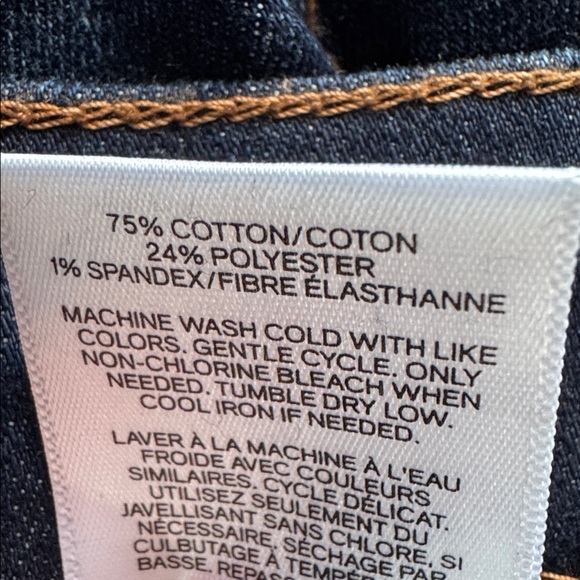 75% COTTON/COTON
24% POLYESTER
1% SPANDEX/FIBRE ÉLASTHANNE
MACHINE WASH COLD WITH LIKE
COLORS. GENTLE CYCLE. ONLY
NON-CHLORINE BLEACH WHEN
NEEDED. TUMBLE DRY LOW.
COOL IRON IF NEEDED.
LAVER À LA MACHINE À L'EAU
FROIDE AVEC COULEURS
SIMILAIRES. CYCLE DÉLICAT.
UTILISEZ SEULEMENT DU
JAVELLISANT SANS CHLORE, SI
NÉCESSAIRE. SÉCHAGE PAR
CULBUTAGE À TEMPÉR
BASSE. REPASS